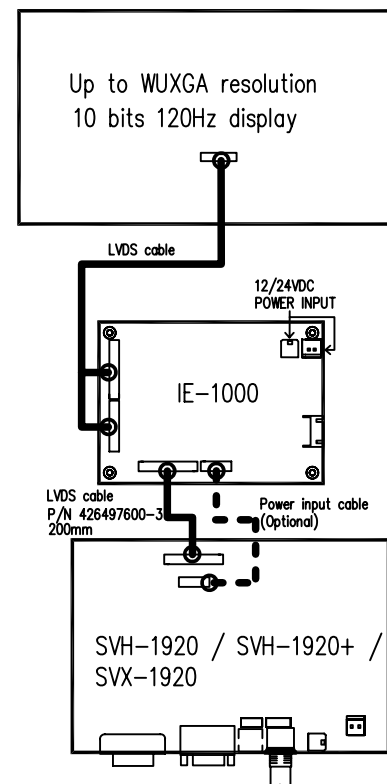 Up to WUXGA resolution
10 bits 120Hz display
LVDS cable
12/24VDC
POWER INPUT
IE-1000
LVDS cable
P/N 426497600-3
200mm
Power input cable
(Optional)
SVH-1920 / SVH-1920+ /
SVX-1920